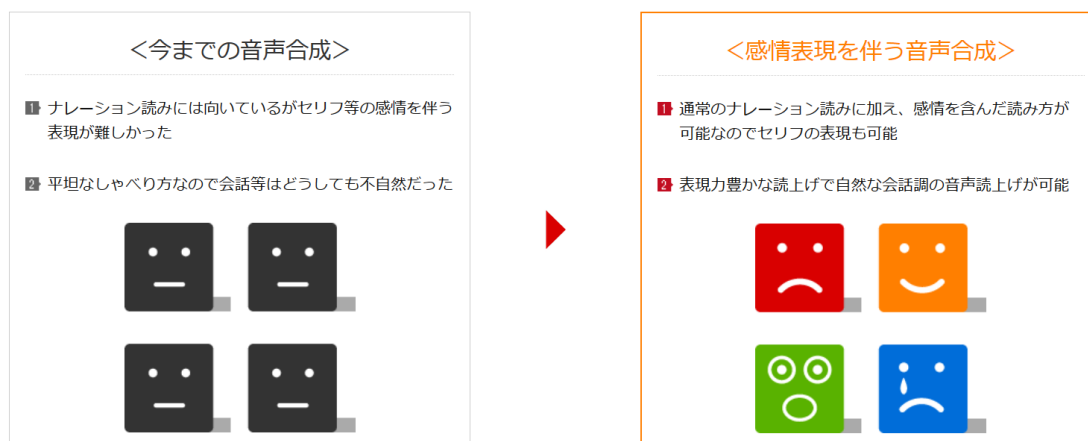 ＜今までの音声合成＞
1 ナレーション読みには向いているがセリフ等の感情を伴う
表現が難しかった
2 平坦なしゃべり方なので会話等はどうしても不自然だった
＜感情表現を伴う音声合成＞
1 通常のナレーション読みに加え、感情を含んだ読み方が
可能なのでセリフの表現も可能
2 表現力豊かな読上げで自然な会話調の音声読上げが可能